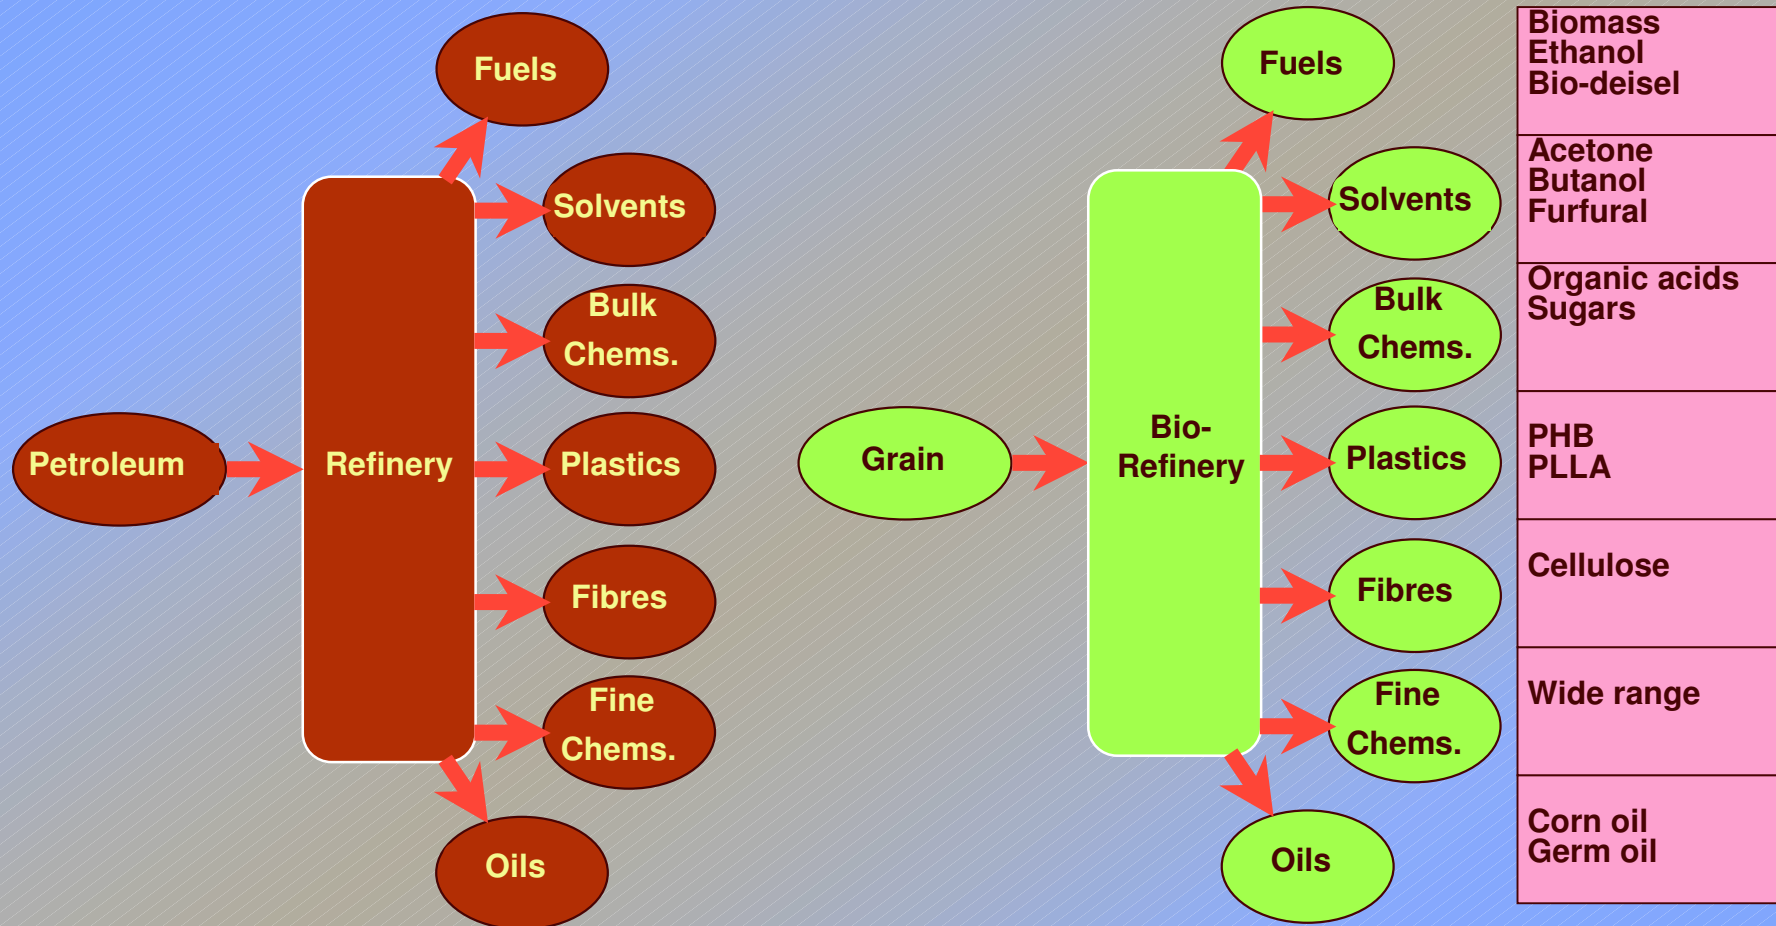 Petroleum
Refinery
Fuels
Solvents
Bulk
Chems.
Plastics
Fibres
Fine
Chems.
Oils
Grain
Bio-
Refinery
Fuels
Solvents
Bulk
Chems.
Plastics
Fibres
Fine
Chems.
Oils
Biomass
Ethanol
Bio-deisel
Acetone
Butanol
Furfural
Organic acids
Sugars
PHB
PLLA
Cellulose
Wide range
Corn oil
Germ oil